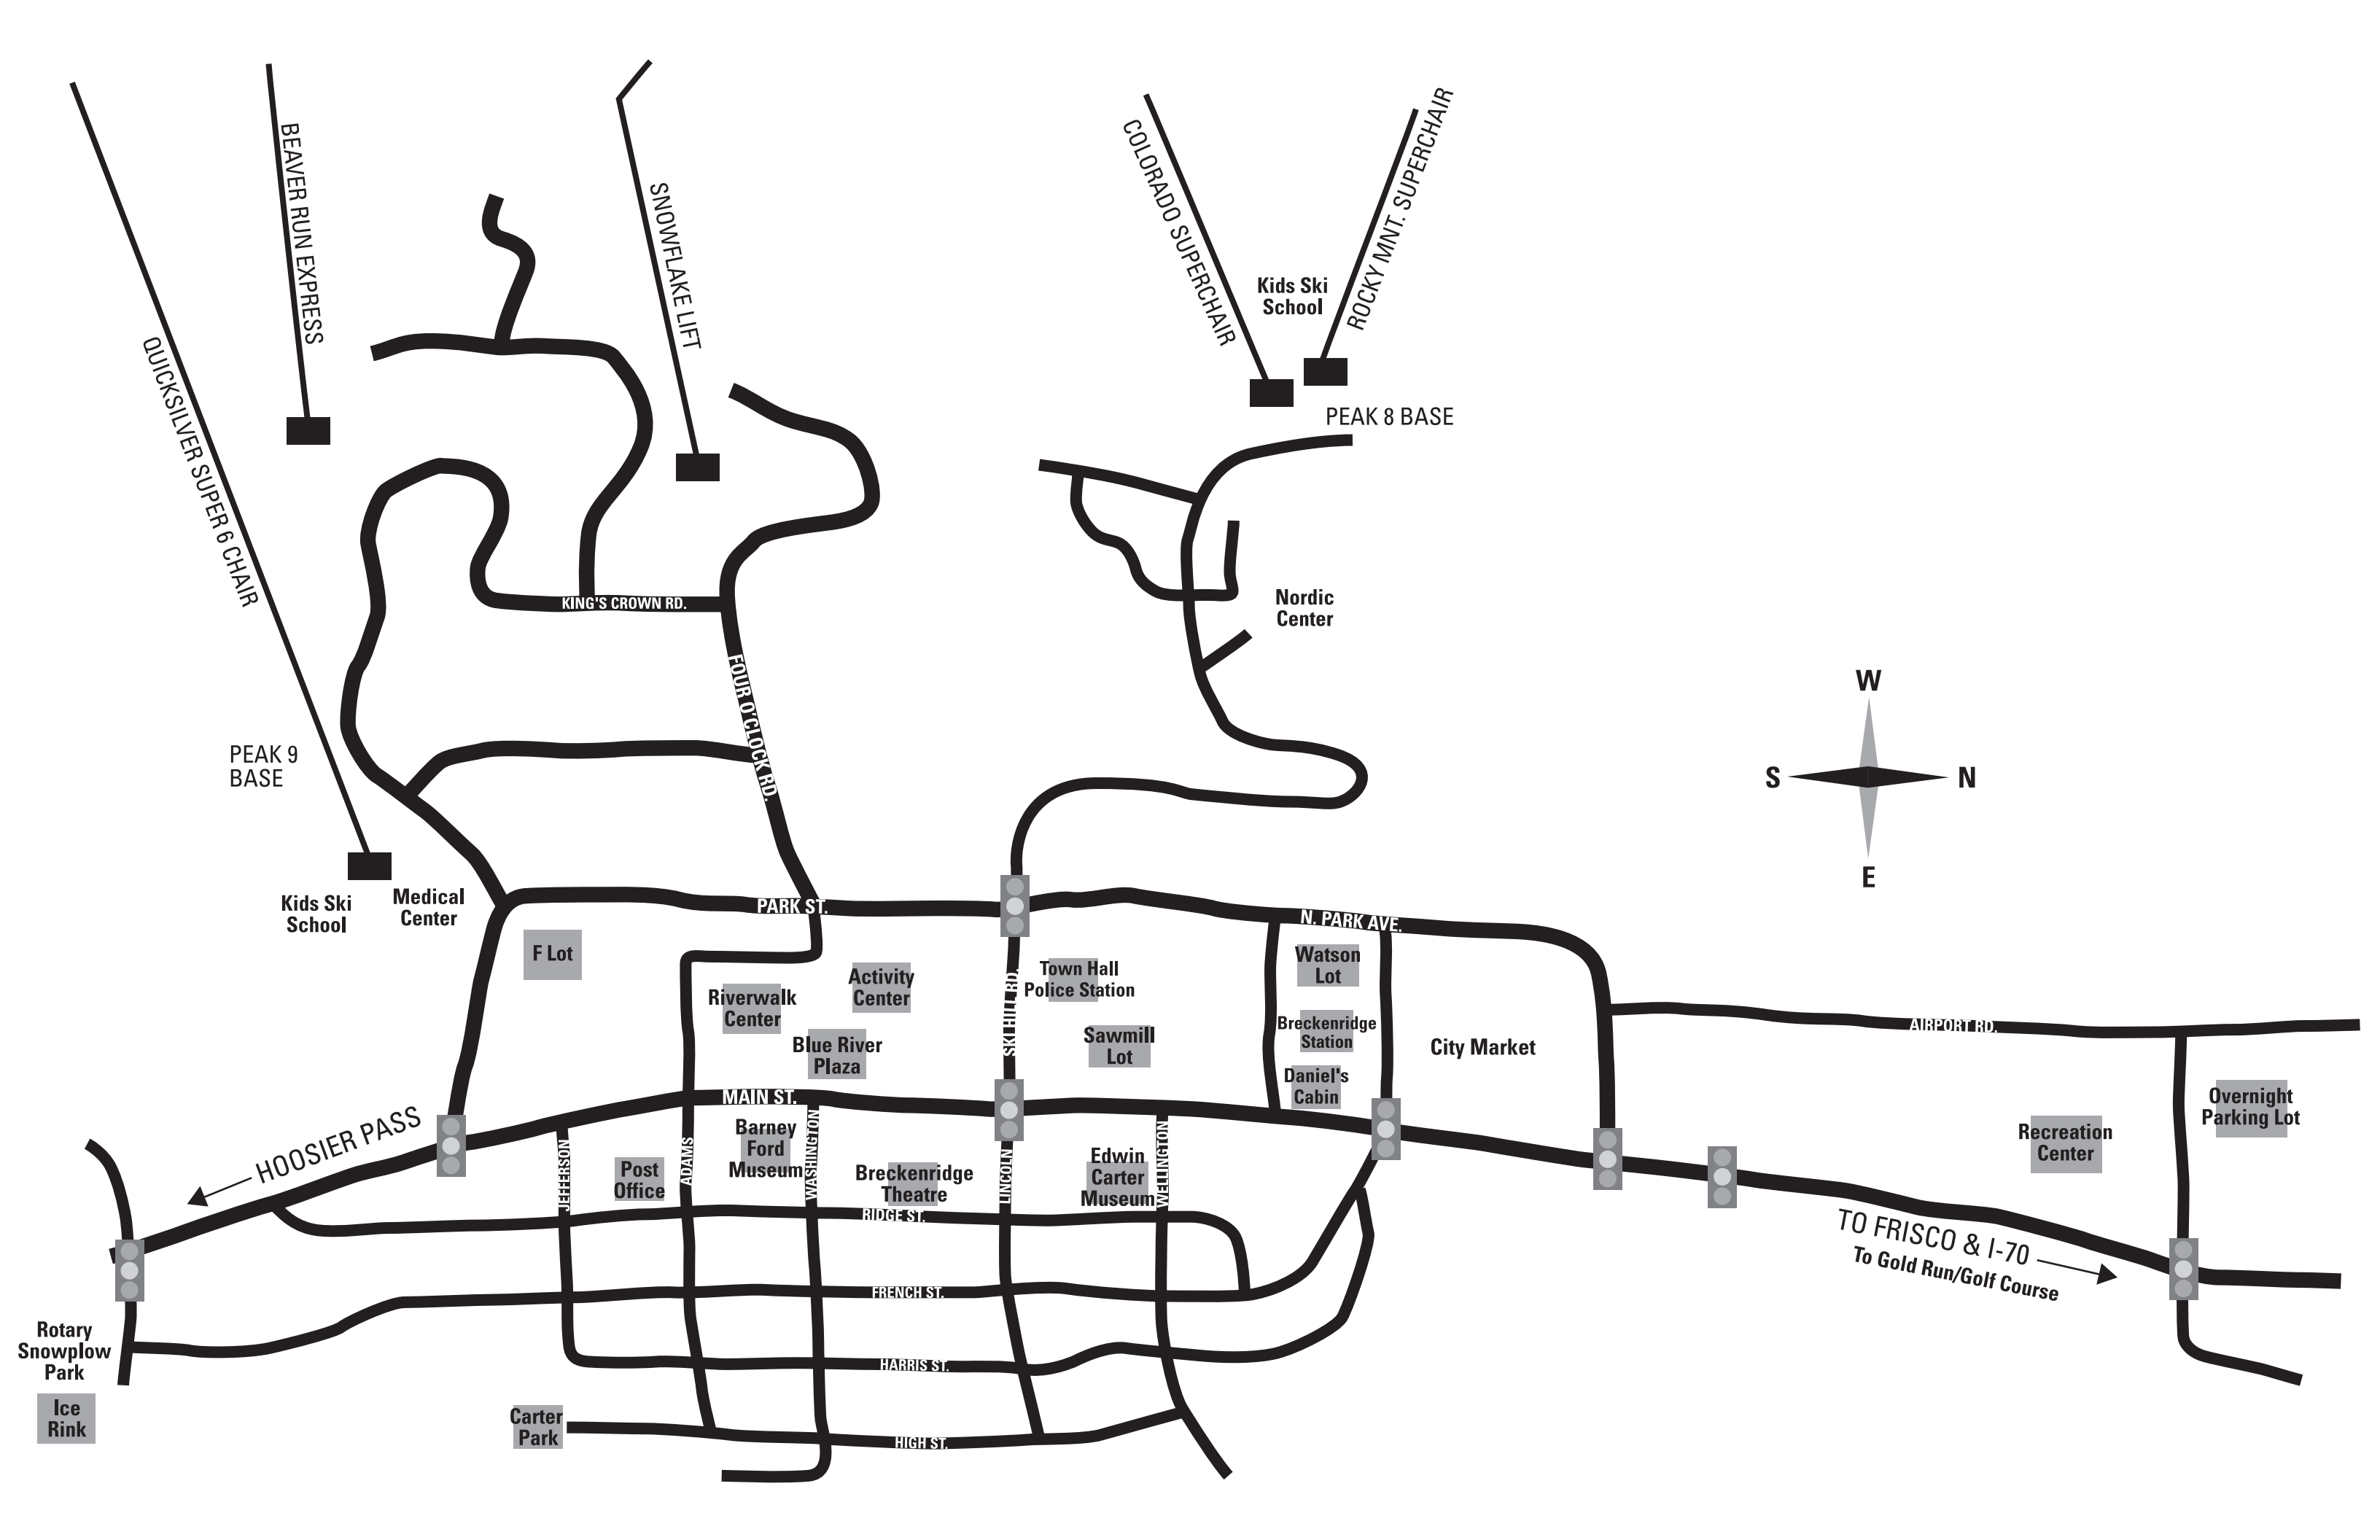 BEAVER RUN EXPRESS
SNOWFLAKE LIFT
COLORADO SUPERCHAIR
ROCKY MNT. SUPERCHAIR
Kids Ski
School
QUICKSILVER SUPER 6 CHAIR
PEAK 8 BASE
KING'S CROWN RD.
Nordic
Center
FOUR O'CLOCK RD.
PEAK 9
BASE
W
S
N
E
Kids Ski
School
Medical
Center
PARK ST.
N. PARK AVE.
F Lot
Riverwalk
Center
Activity
Center
Blue River
Plaza
SKI HILL RD.
Town Hall
Police Station
Sawmill
Lot
Watson
Lot
Breckenridge
Station
Daniel's
Cabin
City Market
AIRPORT RD.
Overnight
Parking Lot
Recreation
Center
HOOSIER PASS
MAIN ST.
JEFFERSON
Post
Office
ADAMS
Barney
Ford
Museum
WASHINGTON
Breckenridge
Theatre
LINCOLN
Edwin
Carter
Museum
WELLINGTON
RIDGE ST.
TO FRISCO & I-70
To Gold Run/Golf Course
FRENCH ST.
Rotary
Snowplow
Park
Ice
Rink
HARRIS ST.
Carter
Park
HIGH ST.